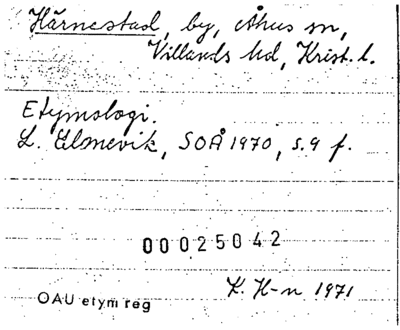 Härnestad, by, Åhus sn,
Villands hd, Krist. l.
Etymologi.
L. Elmevik, SOÅ 1970, s. 9 f.
00025042
K. H-n 1971
OAU etym reg